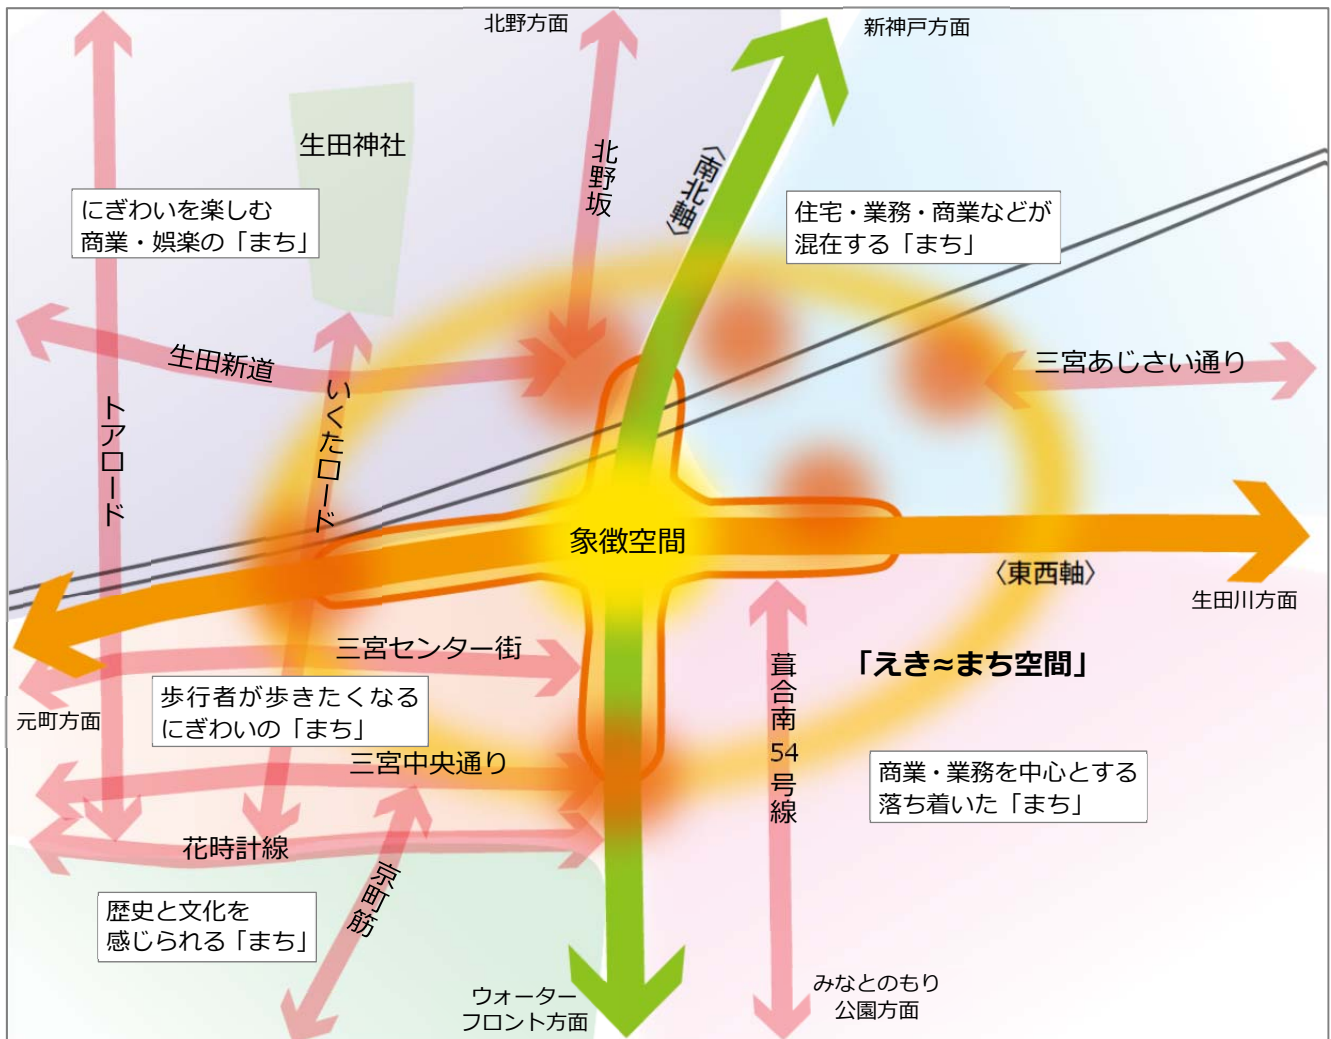 北野方面
新神戸方面
生田神社
北野坂
〈南北軸〉
にぎわいを楽しむ
商業・娯楽の「まち」
住宅・業務・商業などが
混在する「まち」
生田新道
三宮あじさい通り
トアロード
いくたロード
象徴空間
〈東西軸〉
生田川方面
三宮センター街
「えき≈まち空間」
葺合南54号線
元町方面
歩行者が歩きたくなる
にぎわいの「まち」
三宮中央通り
商業・業務を中心とする
落ち着いた「まち」
花時計線
京町筋
歴史と文化を
感じられる「まち」
ウォーター
フロント方面
みなとのもり
公園方面